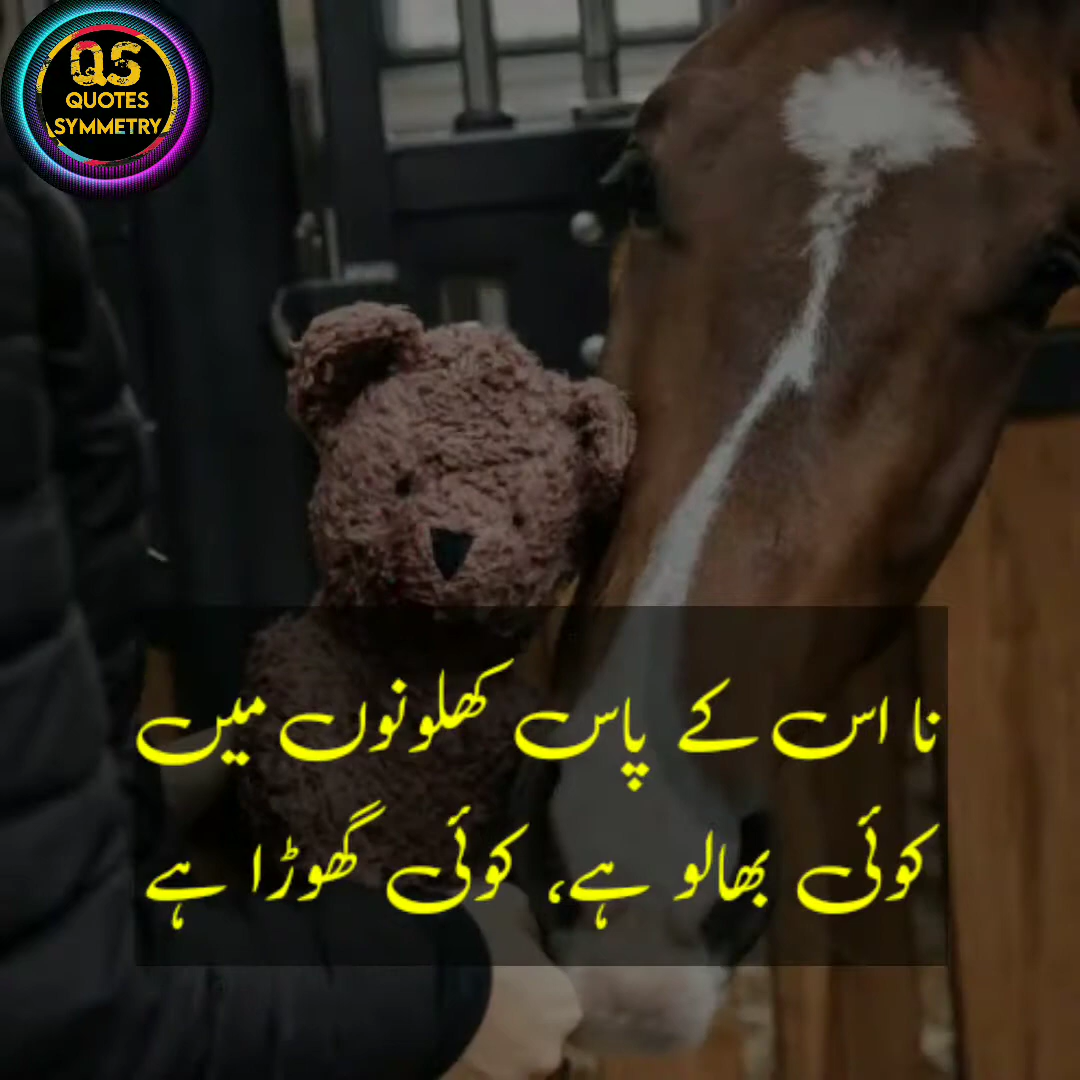 QS
QUOTES
SYMMETRY
نا اس کے پاس کھلونوں میں
کوئی بھالو ہے، کوئی گھوڑا ہے